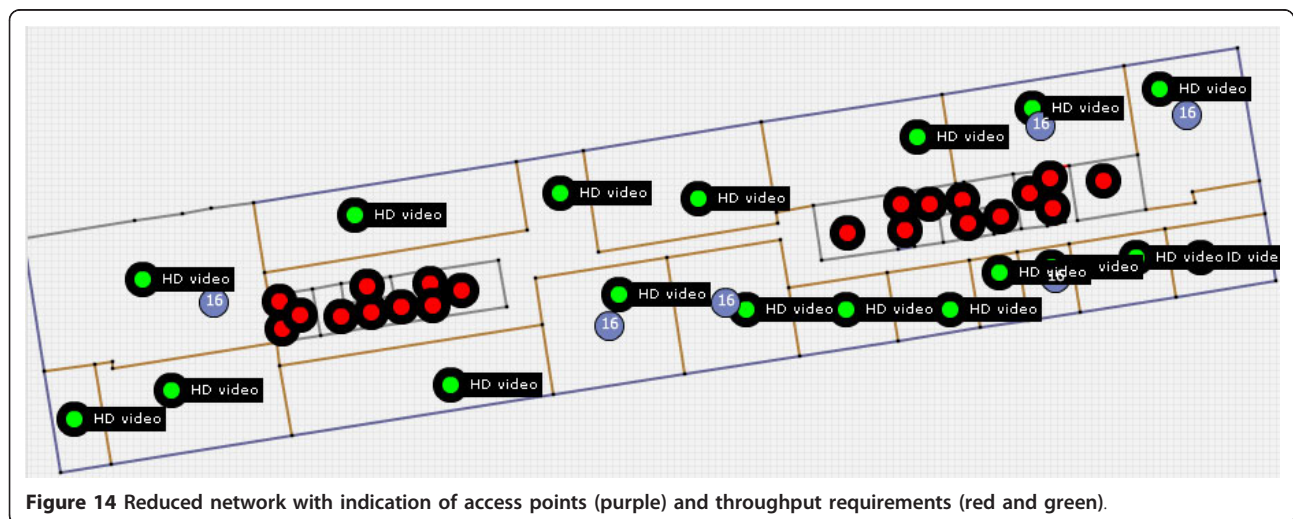 HD video
HD video
16
16
HD video
HD video
HD video
HD video
HD video
HD video
video
16
HD video
HD video
16
16
HD video
HD video
HD video
16
HD video
HD video
HD video
Figure 14 Reduced network with indication of access points (purple) and throughput requirements (red and green).